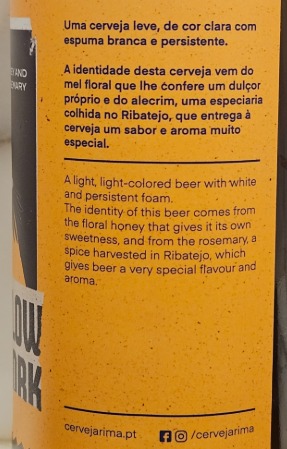 Uma cerveja leve, de cor clara com
espuma branca e persistente.
A identidade desta cerveja vem do
mel floral que lhe confere um dulçor
próprio e do alecrim, uma especiaria
colhida no Ribatejo, que entrega à
cerveja um sabor e aroma muito
especial.
A light, light-colored beer with white
and persistent foam.
The identity of this beer comes from
the floral honey that gives it its own
sweetness, and from the rosemary, a
spice harvested in Ribatejo, which
gives beer a very special flavour and
aroma.
cervejarima.pt /cervejarima